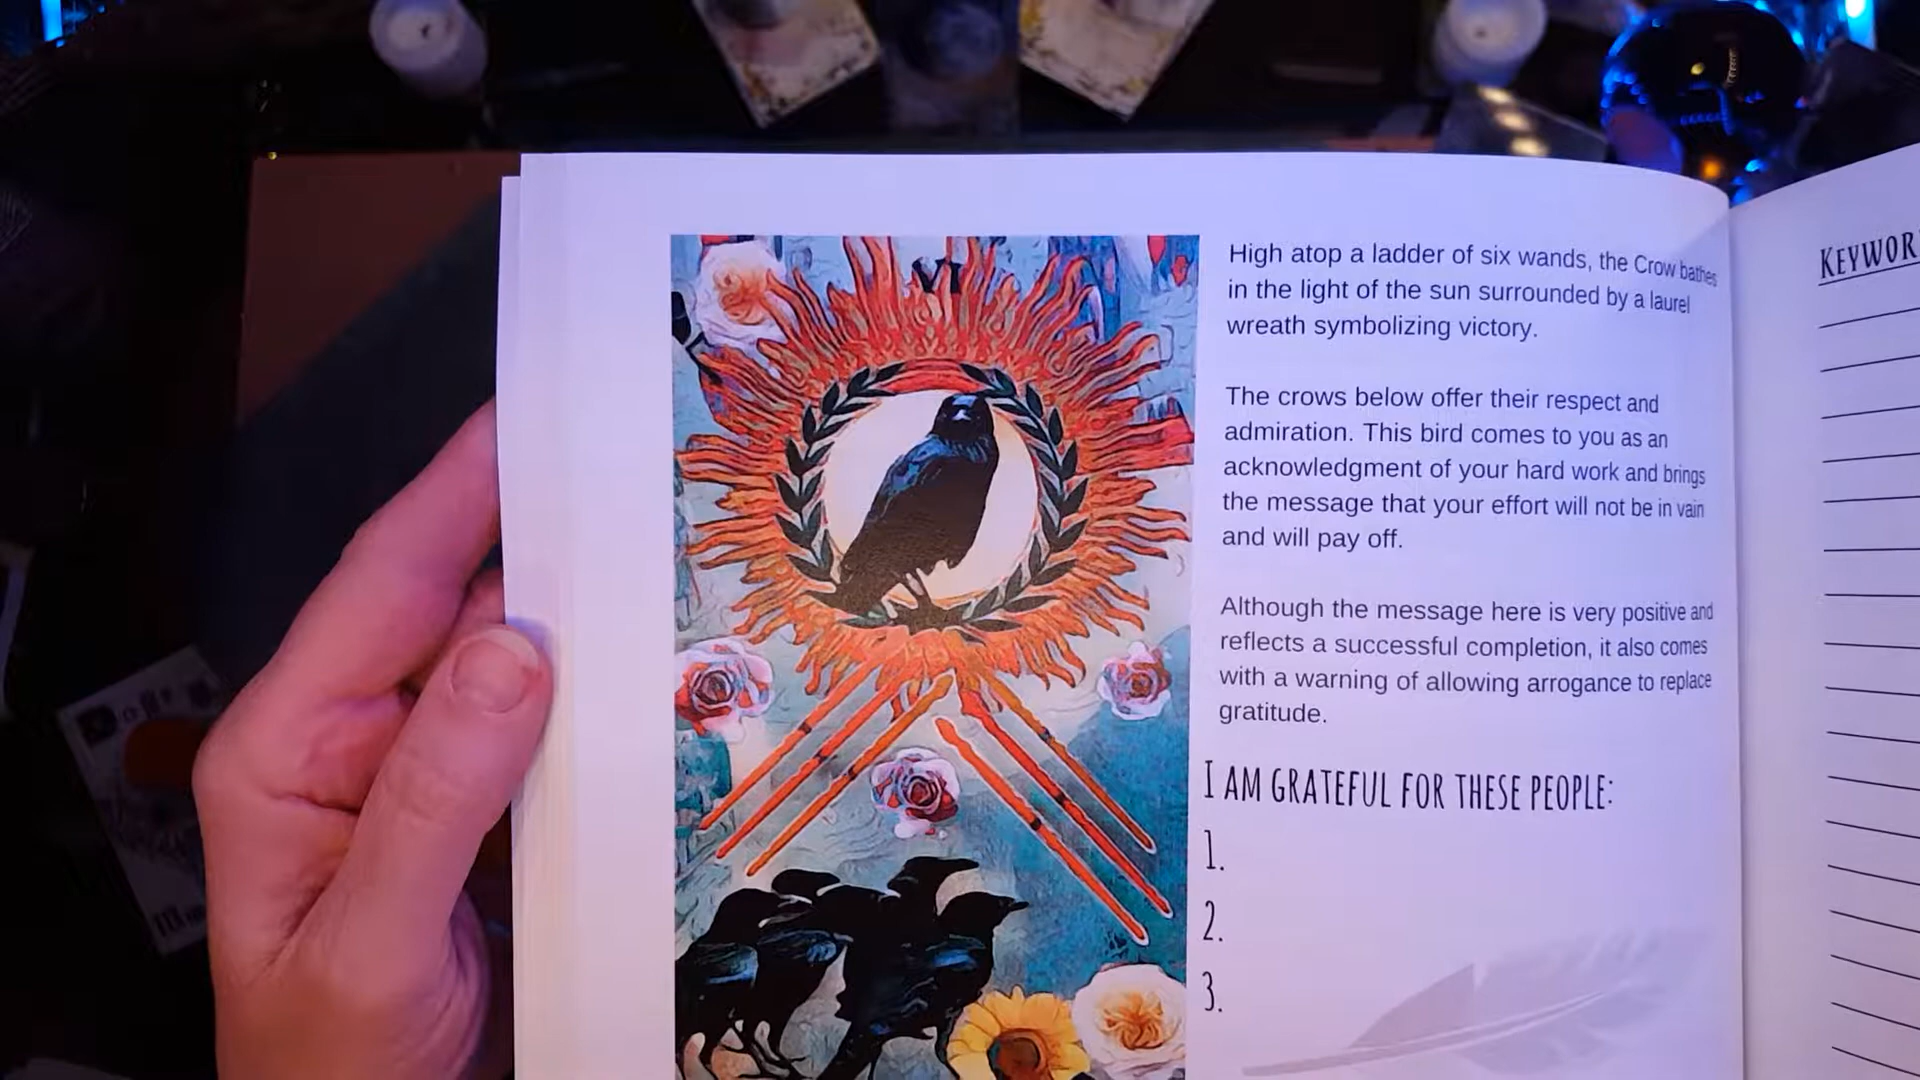 VI
High atop a ladder of six wands, the Crow bathes
in the light of the sun surrounded by a laurel
wreath symbolizing victory.
The crows below offer their respect and
admiration. This bird comes to you as an
acknowledgment of your hard work and brings
the message that your effort will not be in vain
and will pay off.
Although the message here is very positive and
reflects a successful completion, it also comes
with a warning of allowing arrogance to replace
gratitude.
I AM GRATEFUL FOR THESE PEOPLE:
1.
2.
3.